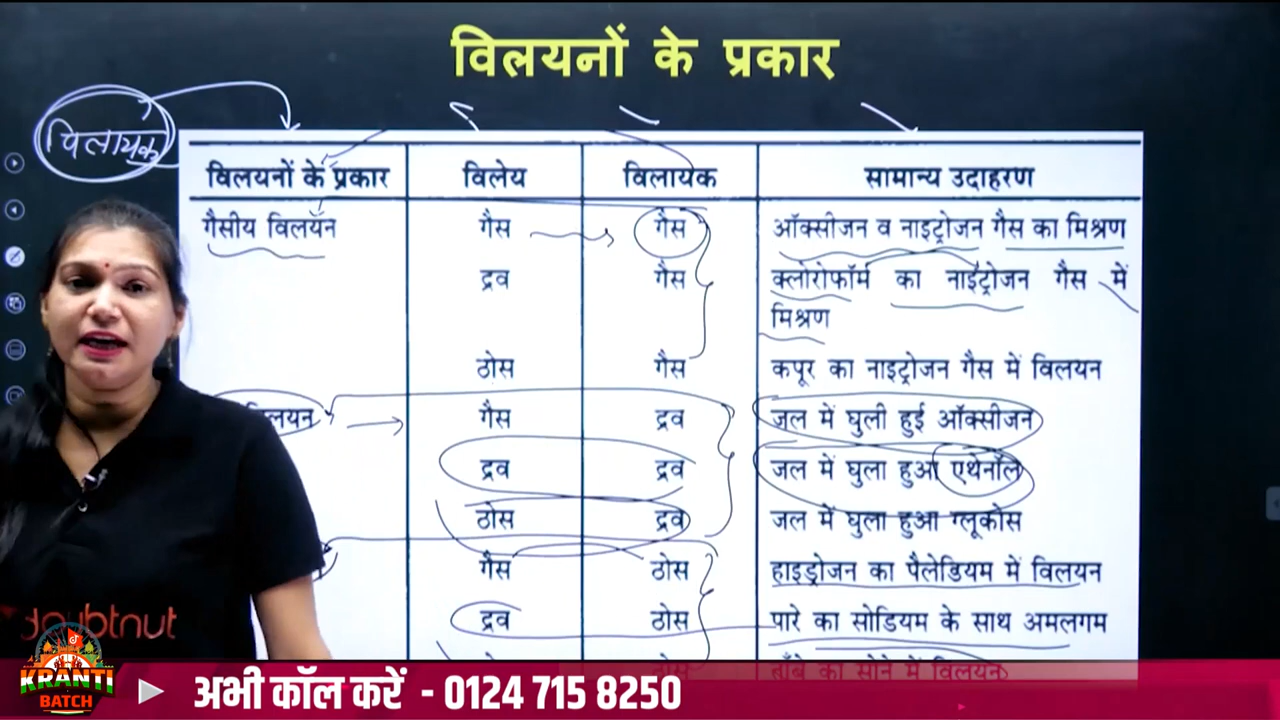 विलयनों के प्रकार
विलायक
विलयनों के प्रकार विलेय विलायक सामान्य उदाहरण
गैसीय विलयन गैस गैस ऑक्सीजन व नाइट्रोजन गैस का मिश्रण
द्रव गैस क्लोरोफॉर्म का नाईट्रोजन गैस में
मिश्रण
ठोस गैस कपूर का नाइट्रोजन गैस में विलयन
गैस द्रव जल में घुली हुई ऑक्सीजन
द्रव द्रव जल में घुला हुआ एथेनॉल
ठोस द्रव जल में घुला हुआ ग्लूकोस
गैस ठोस हाइड्रोजन का पैलेडियम में विलयन
द्रव ठोस पारे का सोडियम के साथ अमलगम
का सोने में विलयन
doubtnut
KRANTI
BATCH
अभी कॉल करें - 0124 715 8250